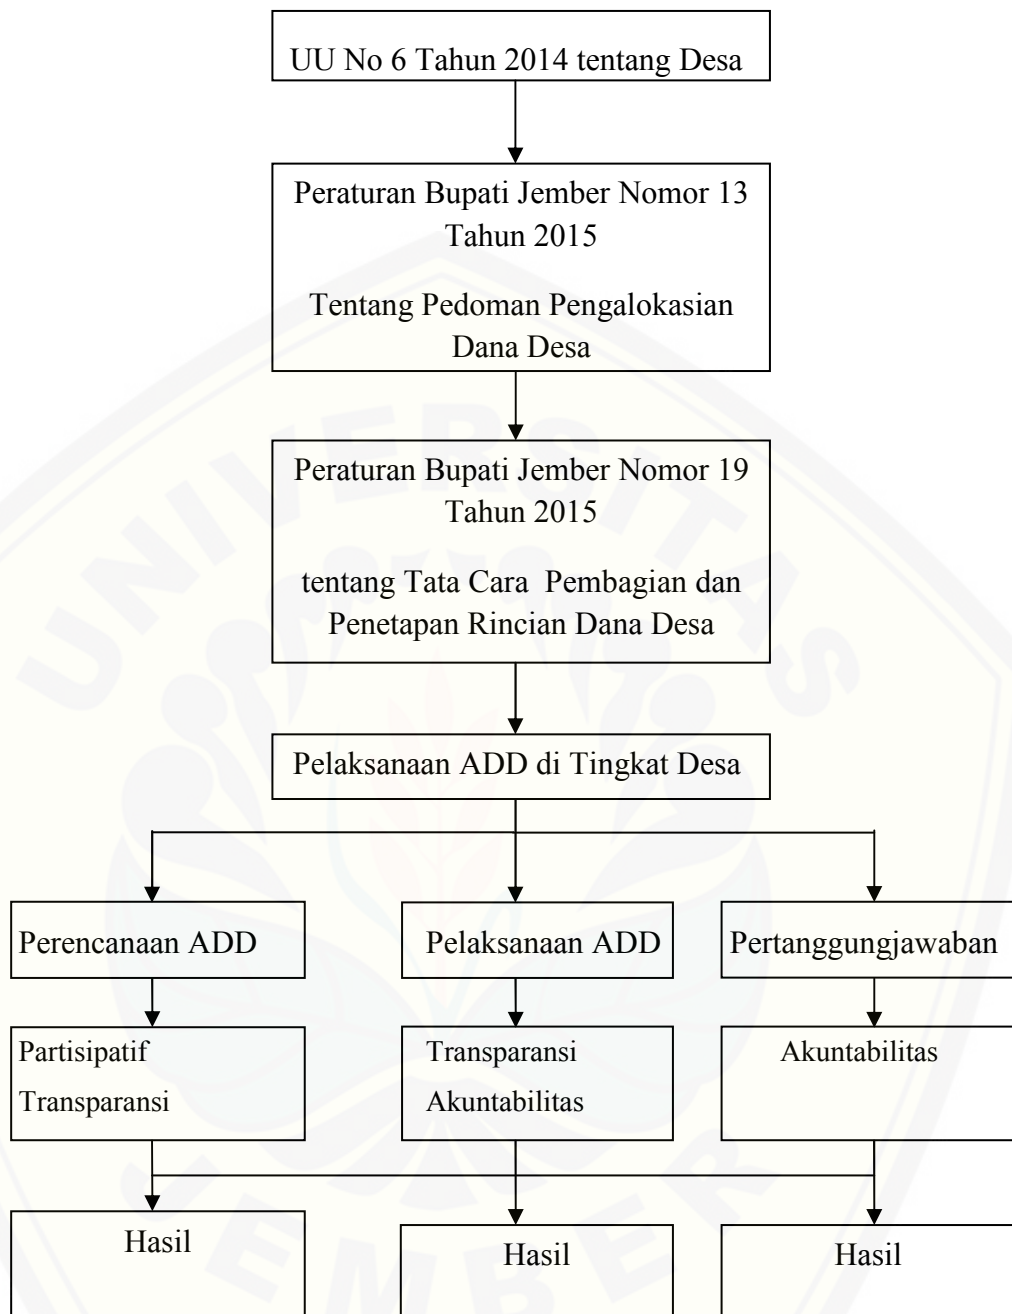 UU No 6 Tahun 2014 tentang Desa
Peraturan Bupati Jember Nomor 13
Tahun 2015
Tentang Pedoman Pengalokasian
Dana Desa
Peraturan Bupati Jember Nomor 19
Tahun 2015
tentang Tata Cara Pembagian dan
Penetapan Rincian Dana Desa
Pelaksanaan ADD di Tingkat Desa
Perencanaan ADD
Pelaksanaan ADD
Pertanggungjawaban
Partisipatif
Transparansi
Transparansi
Akuntabilitas
Akuntabilitas
Hasil
Hasil
Hasil
UNIVERSITAS
JEMBER